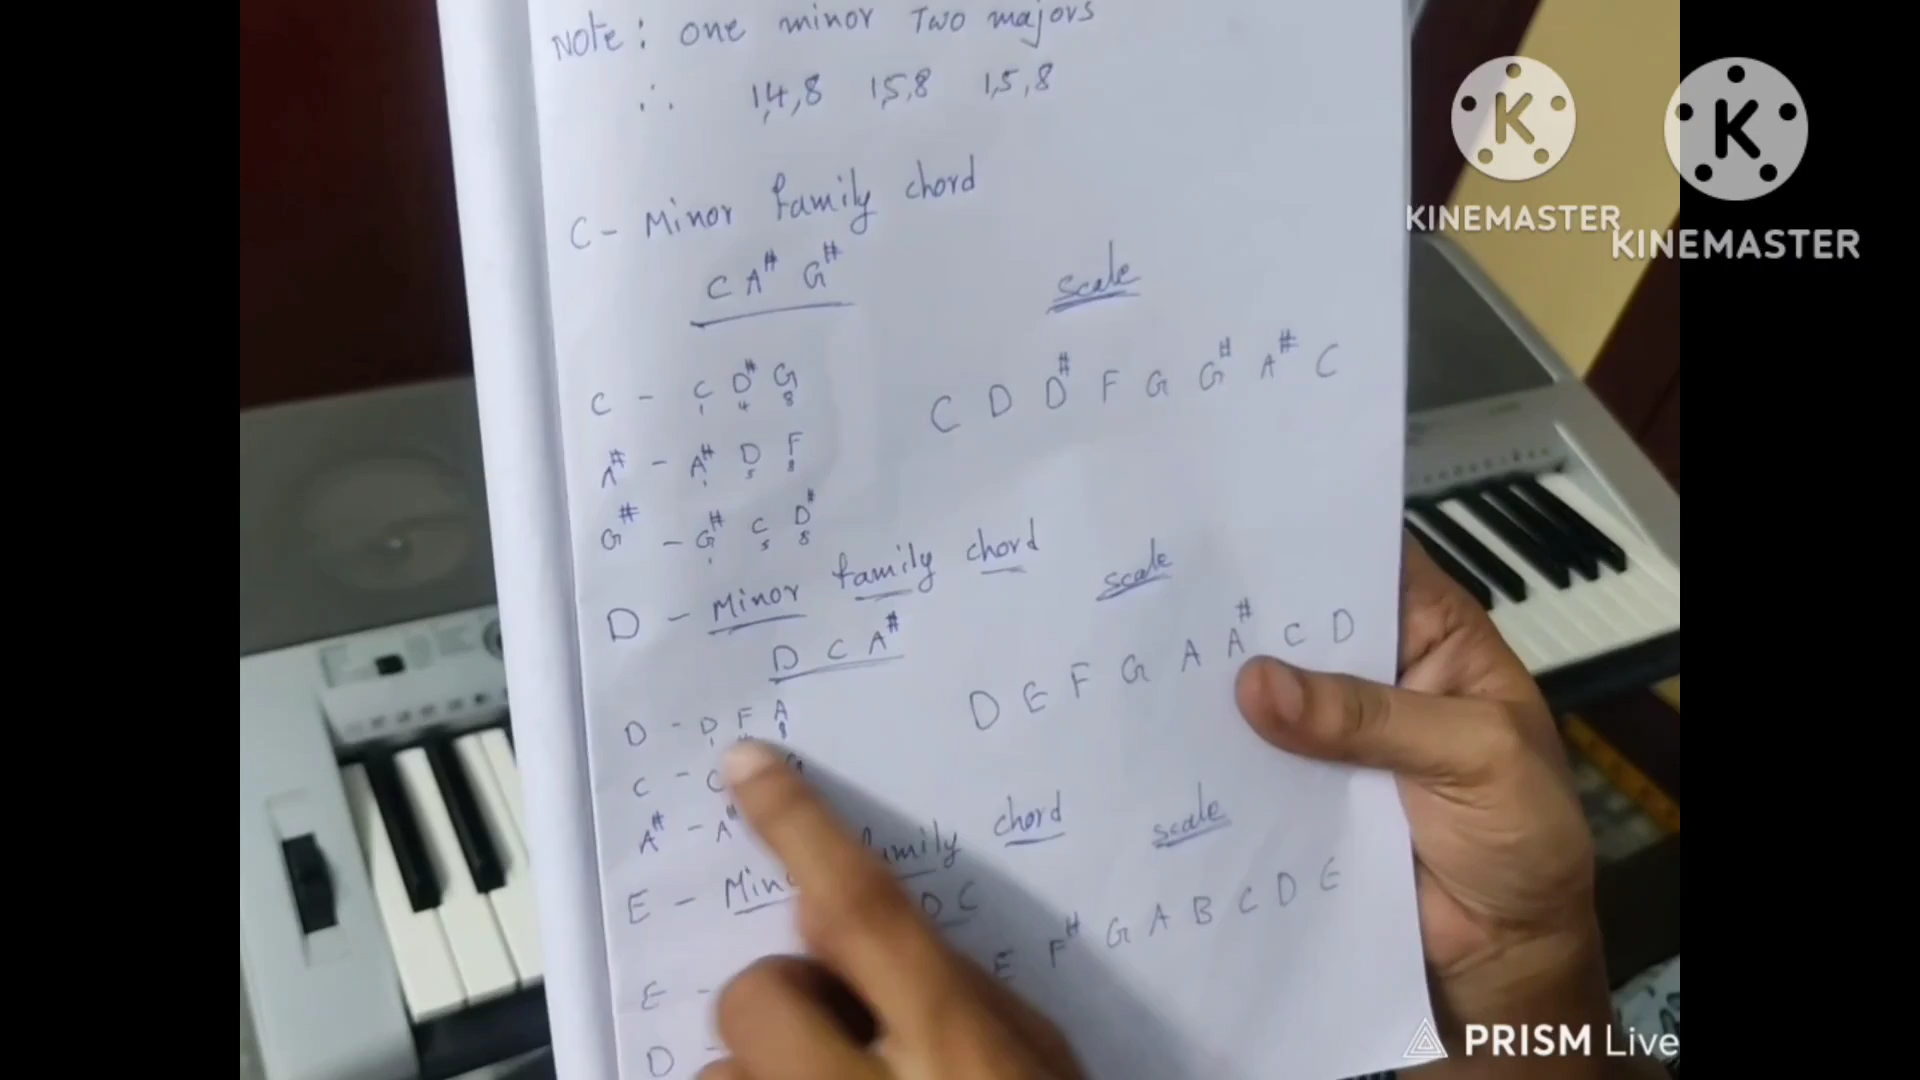 Note: one minor Two majors
∴ 1,4,8 1,5,8 1,5,8
C - Minor family chord
C A# G#
scale
C - C D# G
1 4 8
C D D# F G G# A# C
A# - A# D F
1 5 8
G# - G# C D#
1 5 8
D - Minor family chord
scale
D C A#
D E F G A A# C D
D - D F A
1 8
C - C G
A# - A#
E - Mino family chord
scale
D C
E F# G A B C D E
E -
D -
K
KINEMASTER
K
KINEMASTER
PRISM Live